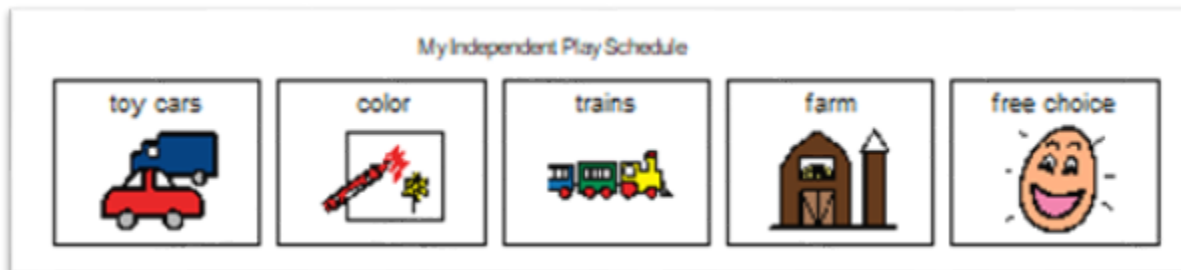 My Independent Play Schedule
toy cars
color
trains
farm
free choice